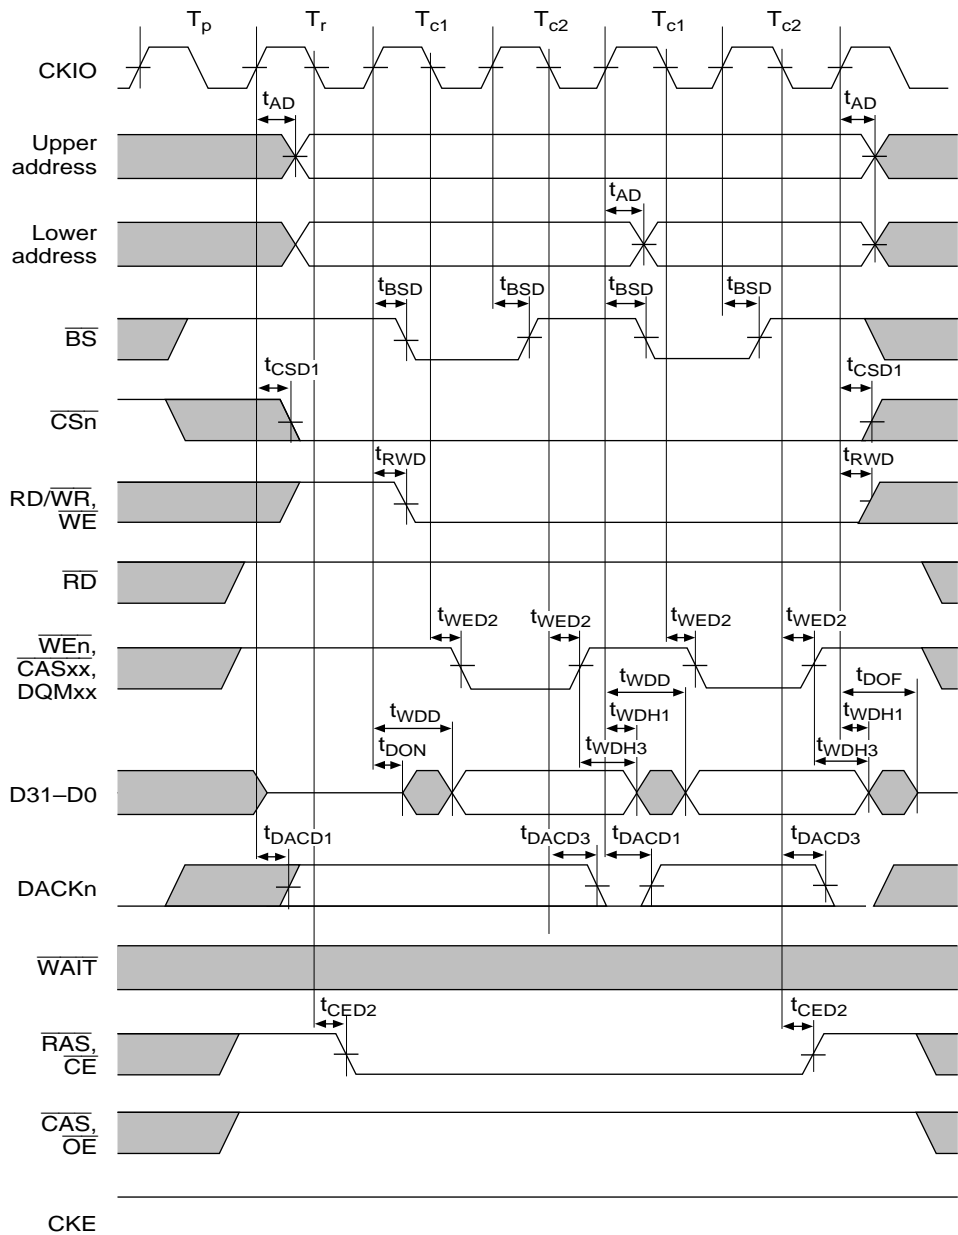 Tp Tr Tc1 Tc2 Tc1 Tc2
CKIO
tAD tAD
Upper
address
tAD
Lower
address
tBSD tBSD tBSD tBSD
BS
tCSD1 tCSD1
CSn
tRWD tRWD
RD/WR,
WE
RD
tWED2 tWED2 tWED2 tWED2
WEn,
CASxx,
DQMxx
tWDD tDOF
tWDD tWDH1 tWDH1
tDON tWDH3 tWDH3
D31–D0
tDACD1 tDACD3 tDACD1 tDACD3
DACKn
WAIT
tCED2 tCED2
RAS,
CE
CAS,
OE
CKE